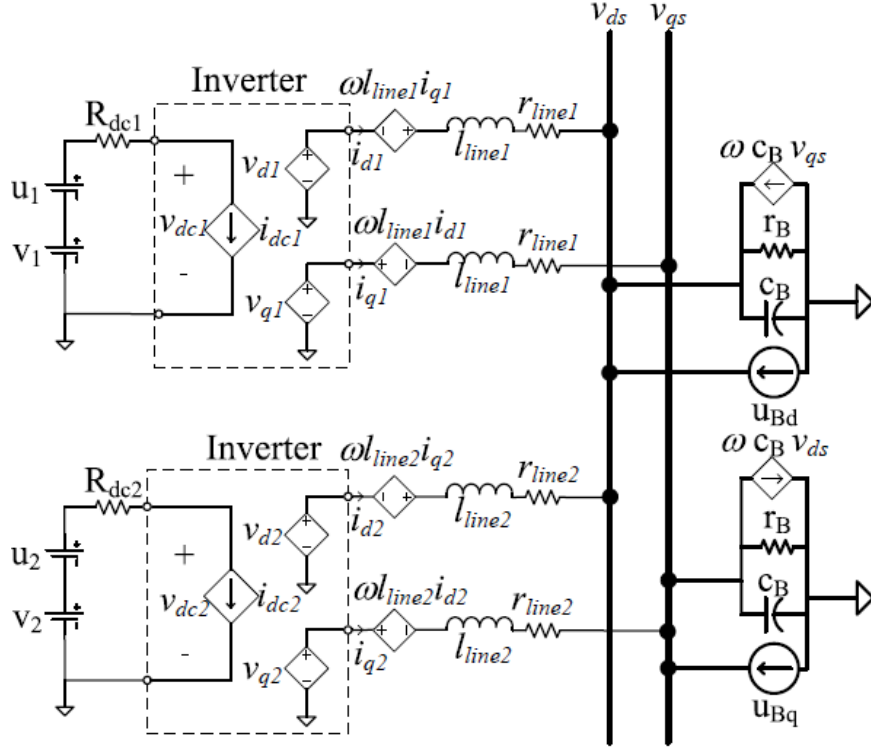 v_ds v_qs
Inverter
ωl_line1 i_q1
r_line1
R_dc1
l_line1
i_d1
v_d1
u_1
+
v_dc1
i_dc1
-
v_1
ωl_line1 i_d1
r_line1
l_line1
i_q1
v_q1
ω c_B v_qs
r_B
c_B
u_Bd
Inverter
ωl_line2 i_q2
r_line2
R_dc2
l_line2
i_d2
v_d2
u_2
+
v_dc2
i_dc2
-
v_2
ωl_line2 i_d2
r_line2
l_line2
i_q2
v_q2
ω c_B v_ds
r_B
c_B
u_Bq